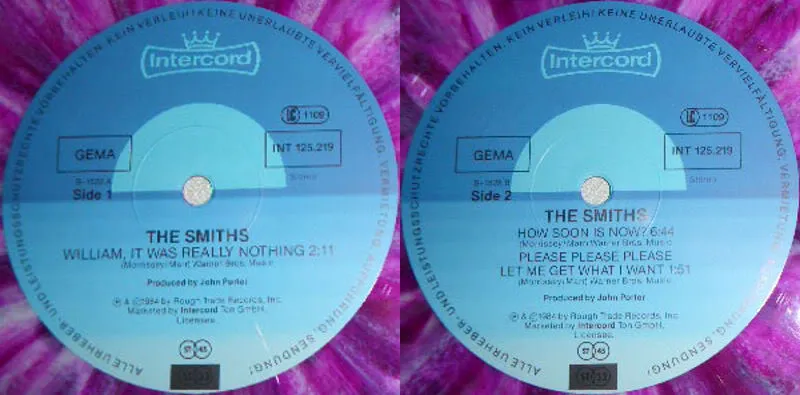 ALLE URHEBER- UND LEISTUNGSSCHUTZRECHTE VORBEHALTEN. KEIN VERLEIH! KEINE UNERLAUBTE VERVIELFÄLTIGUNG, VERMIETUNG, AUFFÜHRUNG, SENDUNG!
Intercord
LC 1109
GEMA
INT 125.219
Stereo
Side 1
THE SMITHS
WILLIAM, IT WAS REALLY NOTHING 2:11
(Morrissey/Marr) Warner Bros. Music
Produced by John Porter
℗ & © 1984 by Rough Trade Records, Inc.
Marketed by Intercord Ton GmbH,
Licensee.
ST 45
ALLE URHEBER- UND LEISTUNGSSCHUTZRECHTE VORBEHALTEN. KEIN VERLEIH! KEINE UNERLAUBTE VERVIELFÄLTIGUNG, VERMIETUNG, AUFFÜHRUNG, SENDUNG!
Intercord
LC 1109
GEMA
INT 125.219
Stereo
Side 2
THE SMITHS
HOW SOON IS NOW? 6:44
(Morrissey/Marr) Warner Bros. Music
PLEASE PLEASE PLEASE
LET ME GET WHAT I WANT 1:51
(Morrissey/Marr) Warner Bros. Music
Produced by John Porter
℗ & © 1984 by Rough Trade Records, Inc.
Marketed by Intercord Ton GmbH,
Licensee.
ST 45